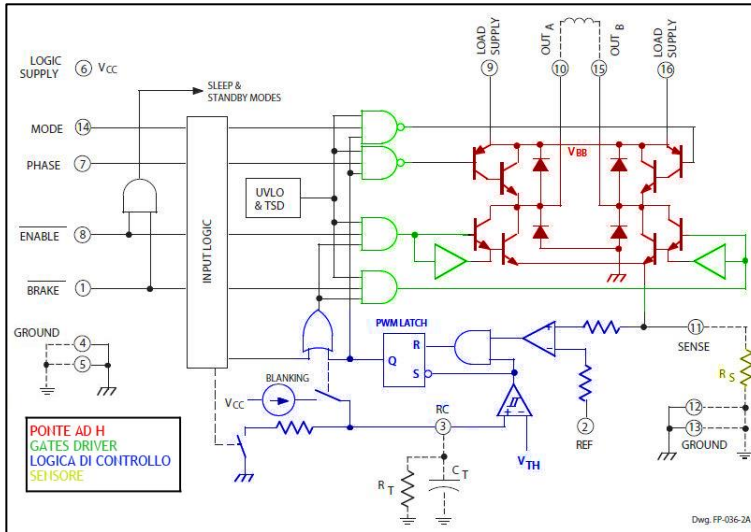 LOAD
SUPPLY
OUT A
OUT B
LOAD
SUPPLY
LOGIC
SUPPLY
6
VCC
9
10
15
16
SLEEP &
STANDBY MODES
MODE
14
PHASE
7
VBB
UVLO
& TSD
INPUT LOGIC
ENABLE
8
BRAKE
1
GROUND
4
5
PWM LATCH
R
Q
S
+
−
11
SENSE
RS
BLANKING
VCC
RC
3
+ −
2
REF
12
13
GROUND
VTH
RT
CT
PONTE AD H
GATES DRIVER
LOGICA DI CONTROLLO
SENSORE
Dwg. FP-036-2A